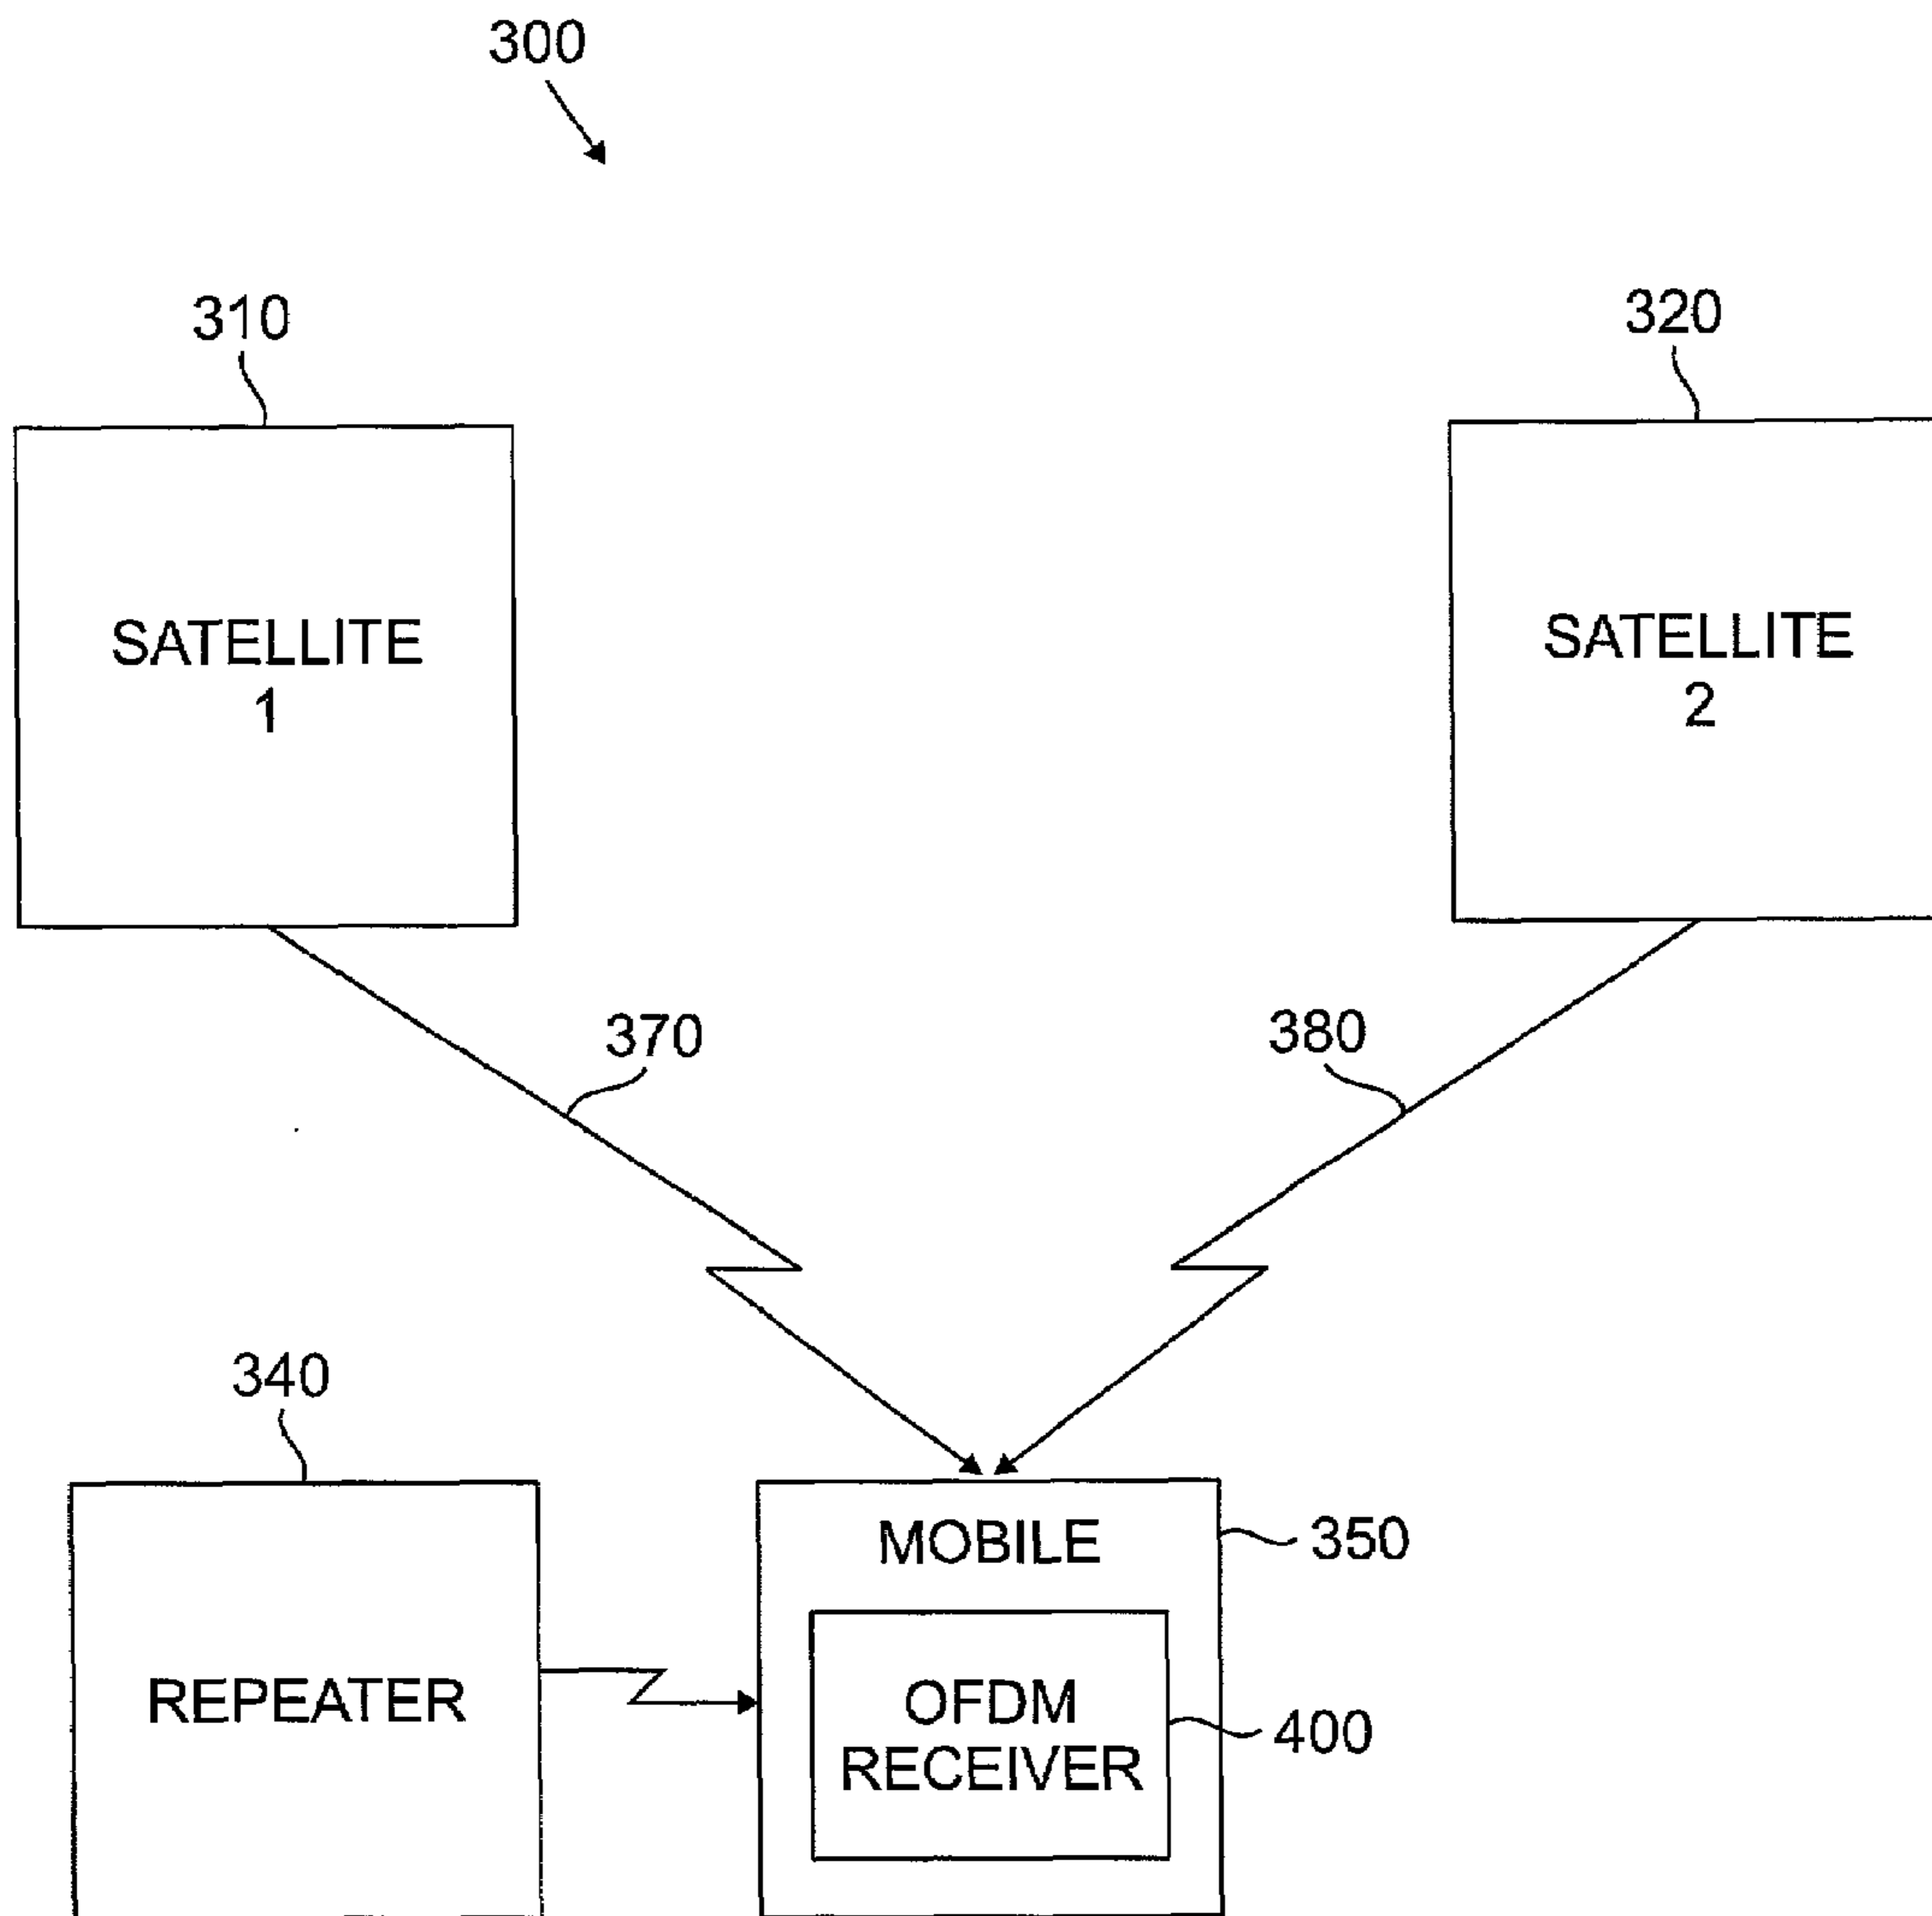 300
310
320
SATELLITE
1
SATELLITE
2
370
380
340
MOBILE
350
REPEATER
OFDM
RECEIVER
400